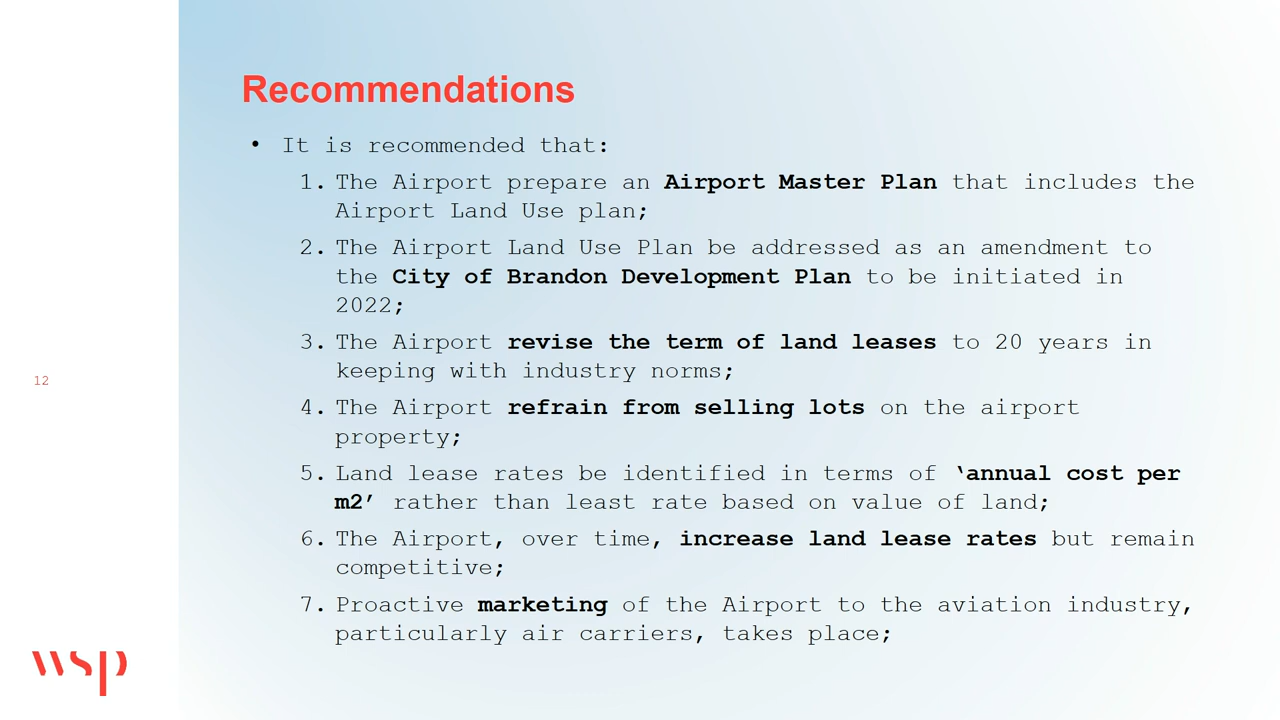 Recommendations
• It is recommended that:
1. The Airport prepare an Airport Master Plan that includes the
Airport Land Use plan;
2. The Airport Land Use Plan be addressed as an amendment to
the City of Brandon Development Plan to be initiated in
2022;
3. The Airport revise the term of land leases to 20 years in
keeping with industry norms;
4. The Airport refrain from selling lots on the airport
property;
5. Land lease rates be identified in terms of ‘annual cost per
m2’ rather than least rate based on value of land;
6. The Airport, over time, increase land lease rates but remain
competitive;
7. Proactive marketing of the Airport to the aviation industry,
particularly air carriers, takes place;
12
wsp